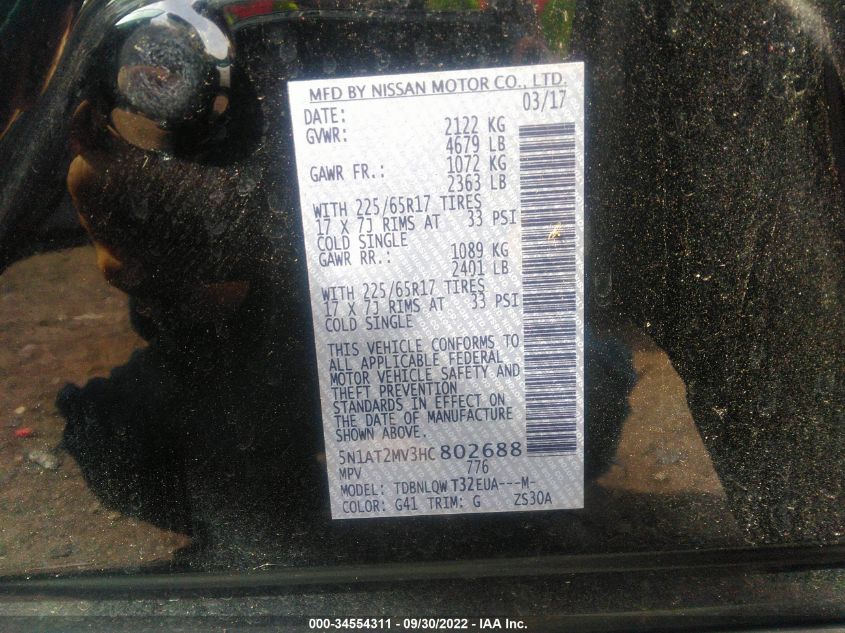 MFD BY NISSAN MOTOR CO., LTD.
DATE: 03/17
GVWR: 2122 KG
4679 LB
GAWR FR.: 1072 KG
2363 LB
WITH 225/65R17 TIRES
17 X 7J RIMS AT 33 PSI
COLD SINGLE
GAWR RR.: 1089 KG
2401 LB
WITH 225/65R17 TIRES
17 X 7J RIMS AT 33 PSI
COLD SINGLE
THIS VEHICLE CONFORMS TO
ALL APPLICABLE FEDERAL
MOTOR VEHICLE SAFETY AND
THEFT PREVENTION
STANDARDS IN EFFECT ON
THE DATE OF MANUFACTURE
SHOWN ABOVE.
5N1AT2MV3HC802688
MPV 776
MODEL: TDBNLQWT32EUA---M-
COLOR: G41 TRIM: G ZS30A
000-34554311 - 09/30/2022 - IAA Inc.